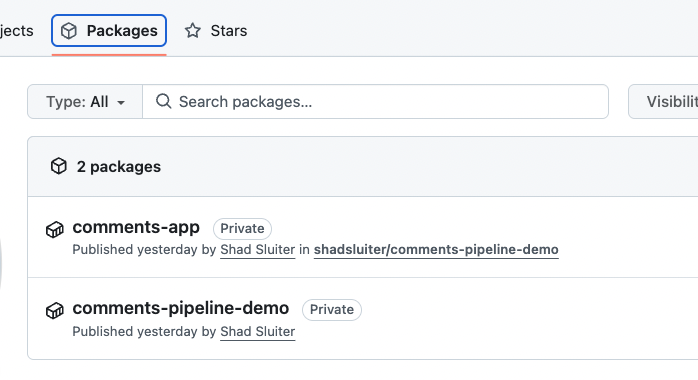 jects Packages Stars
Type: All Search packages... Visibilit
2 packages
comments-app Private
Published yesterday by Shad Sluiter in shadsluiter/comments-pipeline-demo
comments-pipeline-demo Private
Published yesterday by Shad Sluiter